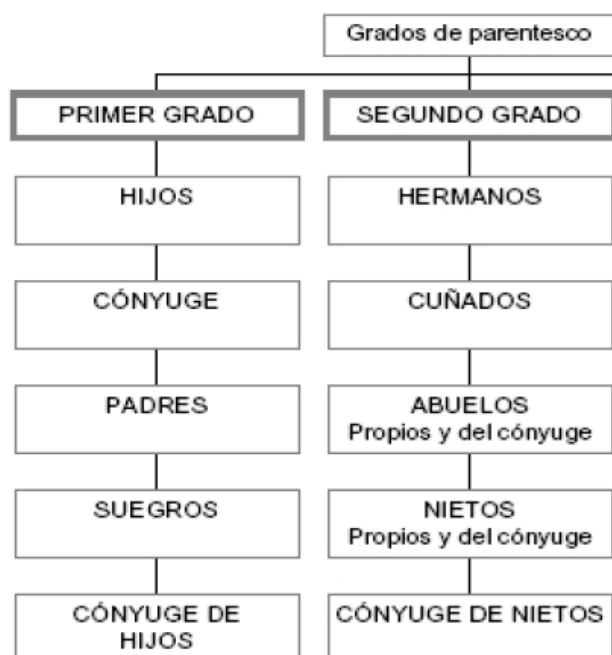 Grados de parentesco
PRIMER GRADO
HIJOS
CÓNYUGE
PADRES
SUEGROS
CÓNYUGE DE
HIJOS
SEGUNDO GRADO
HERMANOS
CUÑADOS
ABUELOS
Propios y del cónyuge
NIETOS
Propios y del cónyuge
CÓNYUGE DE NIETOS